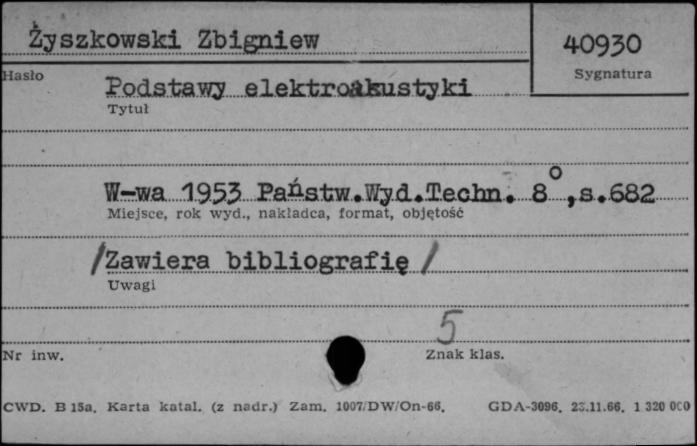 Żyszkowski Zbigniew
40930
Hasło
Sygnatura
Podstawy elektroakustyki
Tytuł
W-wa 1953 Państw.Wyd.Techn. 8°,s.682
Miejsce, rok wyd., nakładca, format, objętość
/Zawiera bibliografię /
Uwagi
5
Nr inw.
Znak klas.
CWD. B 15a. Karta katal. (z nadr.) Zam. 1007/DW/On-66. GDA-3096. 23.11.66. 1 320 000